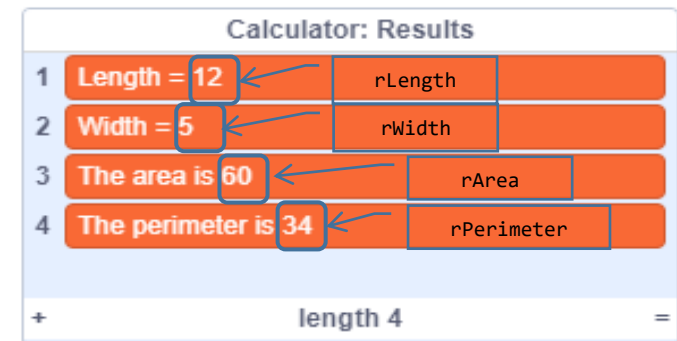 Calculator: Results
1 Length = 12 rLength
2 Width = 5 rWidth
3 The area is 60 rArea
4 The perimeter is 34 rPerimeter
+ length 4 =